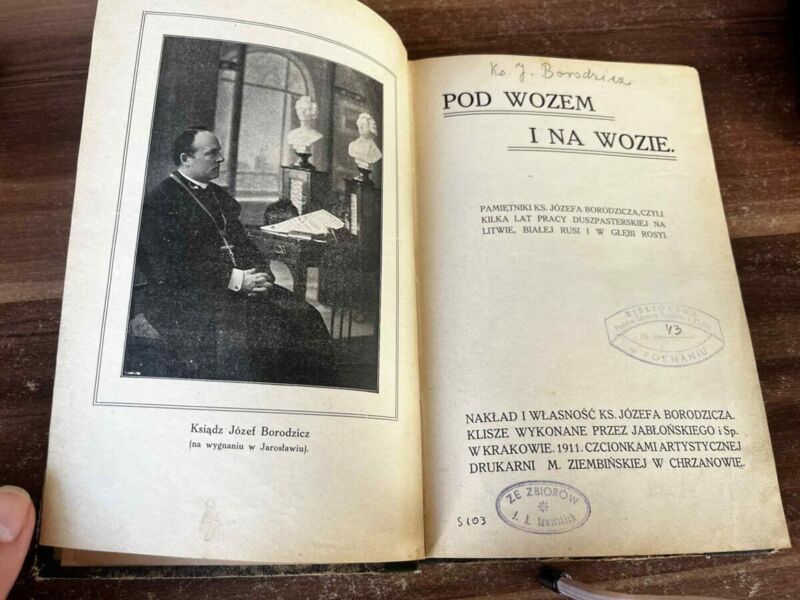 Ksiądz Józef Borodzicz
(na wygnaniu w Jarosławiu).
Ks J. Borodzicz
POD WOZEM
I NA WOZIE.
PAMIĘTNIKI KS. JÓZEFA BORODZICZA, CZYLI
KILKA LAT PRACY DUSZPASTERSKIEJ NA
LITWIE, BIAŁEJ RUSI I W GŁĘBI ROSYI
BIBLIOTEKA
43
w POZNANIU
NAKŁAD I WŁASNOŚĆ KS. JÓZEFA BORODZICZA.
KLISZE WYKONANE PRZEZ JABŁOŃSKIEGO i Sp.
W KRAKOWIE. 1911. CZCIONKAMI ARTYSTYCZNEJ
DRUKARNI M. ZIEMBIŃSKIEJ W CHRZANOWIE.
ZE ZBIORÓW
S103